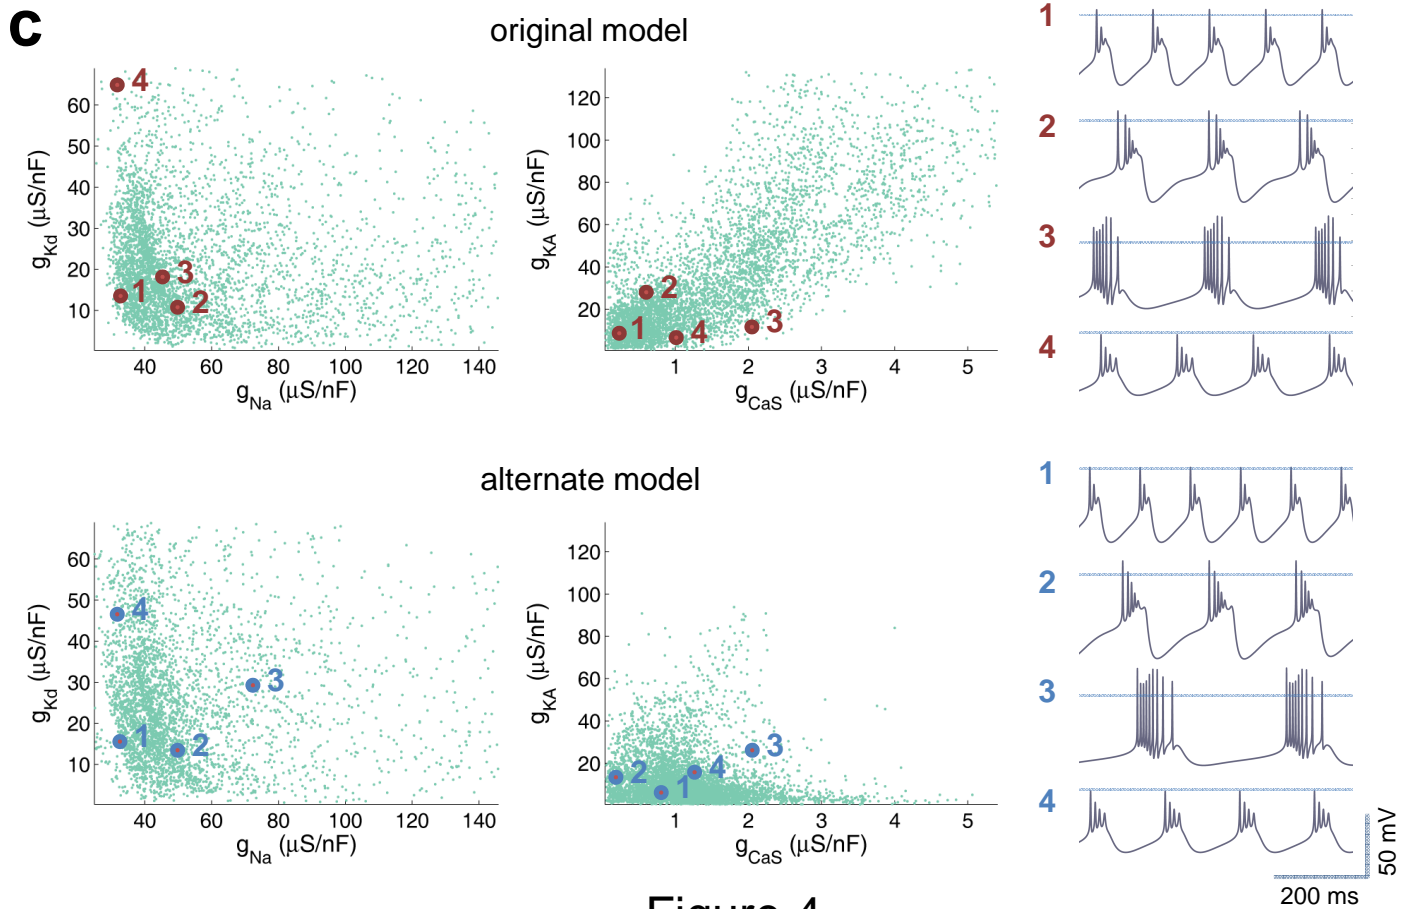 c
original model
60
50
40
30
20
10
gKd (μS/nF)
4
3
1
2
40 60 80 100 120 140
gNa (μS/nF)
120
100
80
60
40
20
gKA (μS/nF)
2
1
4
3
1 2 3 4 5
gCaS (μS/nF)
1
2
3
4
alternate model
60
50
40
30
20
10
gKd (μS/nF)
4
3
1
2
40 60 80 100 120 140
gNa (μS/nF)
120
100
80
60
40
20
gKA (μS/nF)
3
4
2
1
1 2 3 4 5
gCaS (μS/nF)
1
2
3
4
50 mV
200 ms
Figure 4